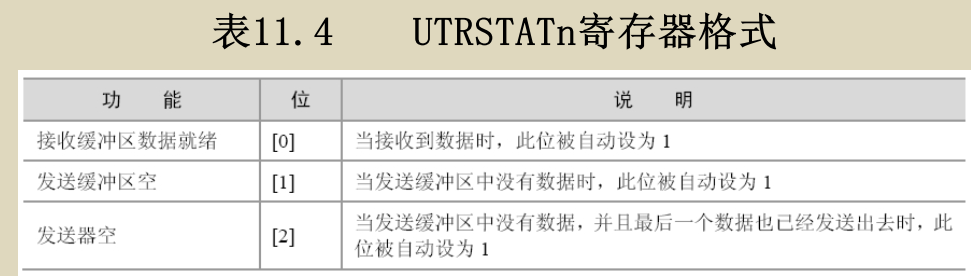 表11.4 UTRSTATn寄存器格式
功 能 位 说 明
接收缓冲区数据就绪 [0] 当接收到数据时，此位被自动设为 1
发送缓冲区空 [1] 当发送缓冲区中没有数据时，此位被自动设为 1
发送器空 [2] 当发送缓冲区中没有数据，并且最后一个数据也已经发送出去时，此
位被自动设为 1